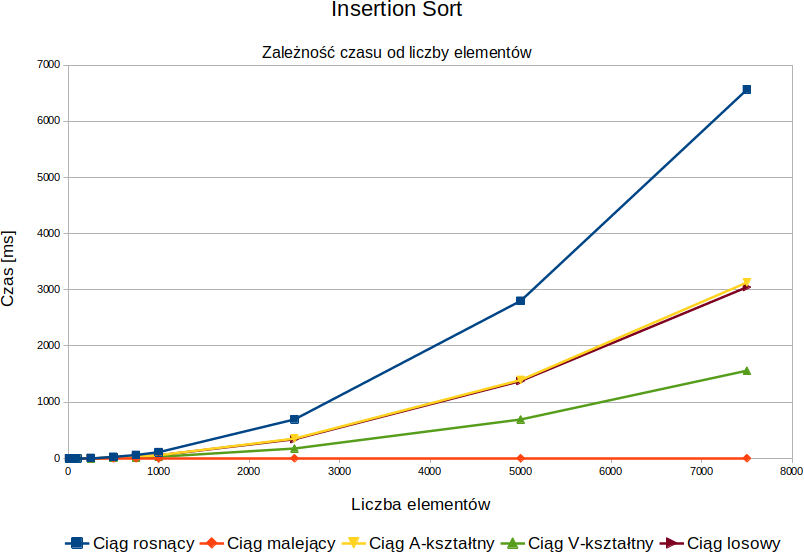 Insertion Sort
Zależność czasu od liczby elementów
7000
6000
5000
4000
3000
2000
1000
0
Czas [ms]
0 1000 2000 3000 4000 5000 6000 7000 8000
Liczba elementów
Ciąg rosnący Ciąg malejący Ciąg A-kształtny Ciąg V-kształtny Ciąg losowy